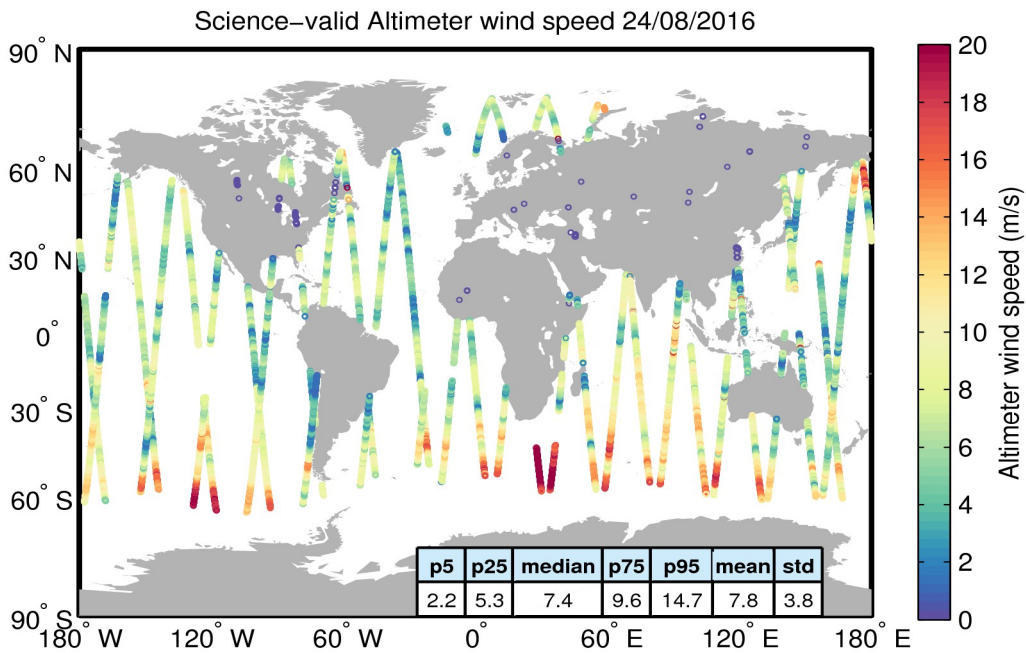 Science−valid Altimeter wind speed 24/08/2016
90° N
60° N
30° N
0°
30° S
60° S
90° S
180° W
120° W
60° W
0°
60° E
120° E
180° E
p5 p25 median p75 p95 mean std
2.2 5.3 7.4 9.6 14.7 7.8 3.8
20
18
16
14
12
10
8
6
4
2
0
Altimeter wind speed (m/s)